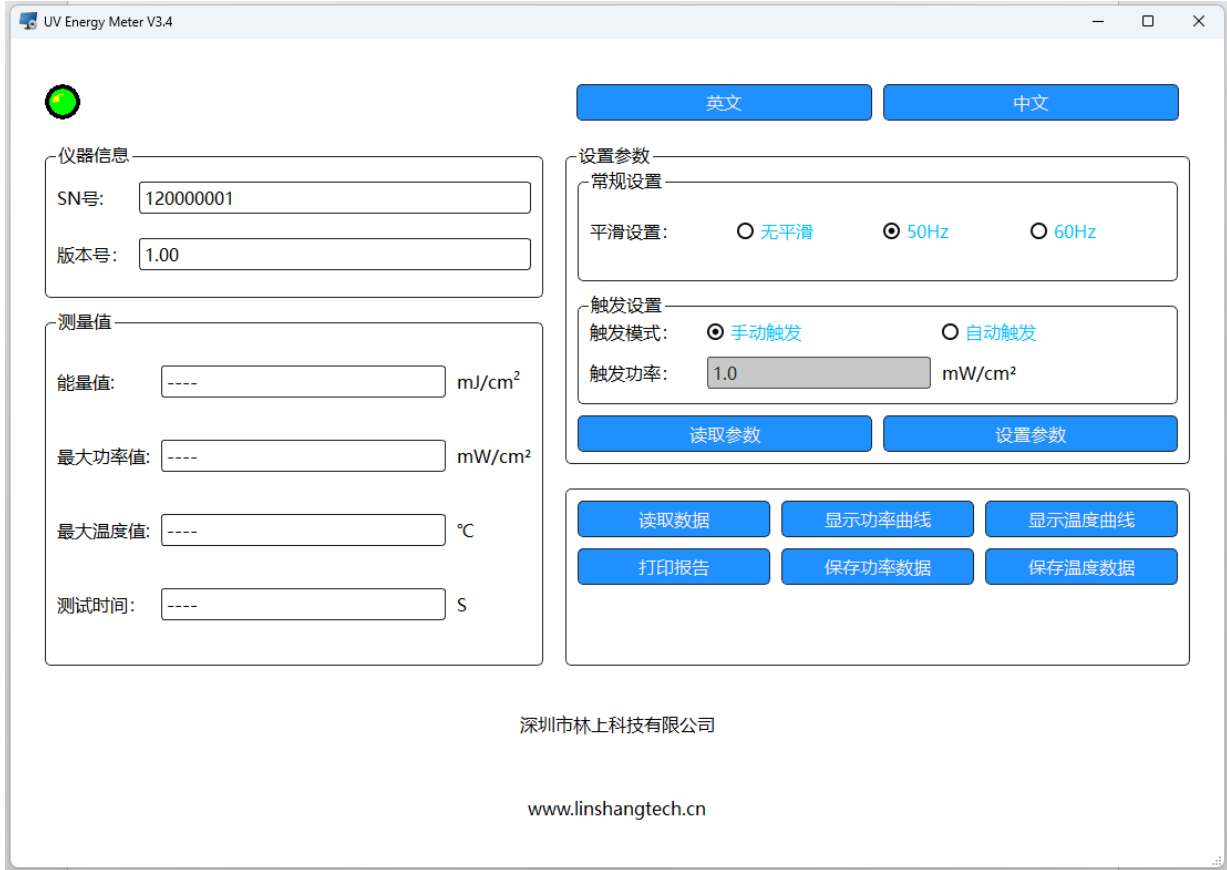 UV Energy Meter V3.4
英文 中文
仪器信息
SN号: 120000001
版本号: 1.00
测量值
能量值: ---- mJ/cm²
最大功率值: ---- mW/cm²
最大温度值: ---- ℃
测试时间: ---- S
设置参数
常规设置
平滑设置: 无平滑 50Hz 60Hz
触发设置
触发模式: 手动触发 自动触发
触发功率: 1.0 mW/cm²
读取参数 设置参数
读取数据 显示功率曲线 显示温度曲线
打印报告 保存功率数据 保存温度数据
深圳市林上科技有限公司
www.linshangtech.cn